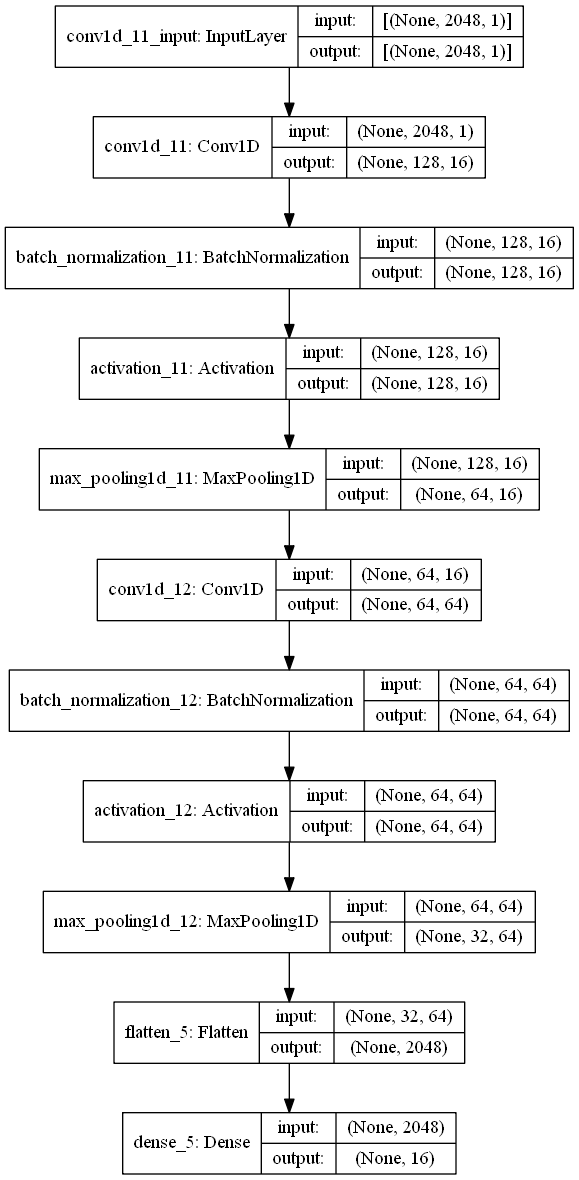 conv1d_11_input: InputLayer
input: [(None, 2048, 1)]
output: [(None, 2048, 1)]
conv1d_11: Conv1D
input: (None, 2048, 1)
output: (None, 128, 16)
batch_normalization_11: BatchNormalization
input: (None, 128, 16)
output: (None, 128, 16)
activation_11: Activation
input: (None, 128, 16)
output: (None, 128, 16)
max_pooling1d_11: MaxPooling1D
input: (None, 128, 16)
output: (None, 64, 16)
conv1d_12: Conv1D
input: (None, 64, 16)
output: (None, 64, 64)
batch_normalization_12: BatchNormalization
input: (None, 64, 64)
output: (None, 64, 64)
activation_12: Activation
input: (None, 64, 64)
output: (None, 64, 64)
max_pooling1d_12: MaxPooling1D
input: (None, 64, 64)
output: (None, 32, 64)
flatten_5: Flatten
input: (None, 32, 64)
output: (None, 2048)
dense_5: Dense
input: (None, 2048)
output: (None, 16)